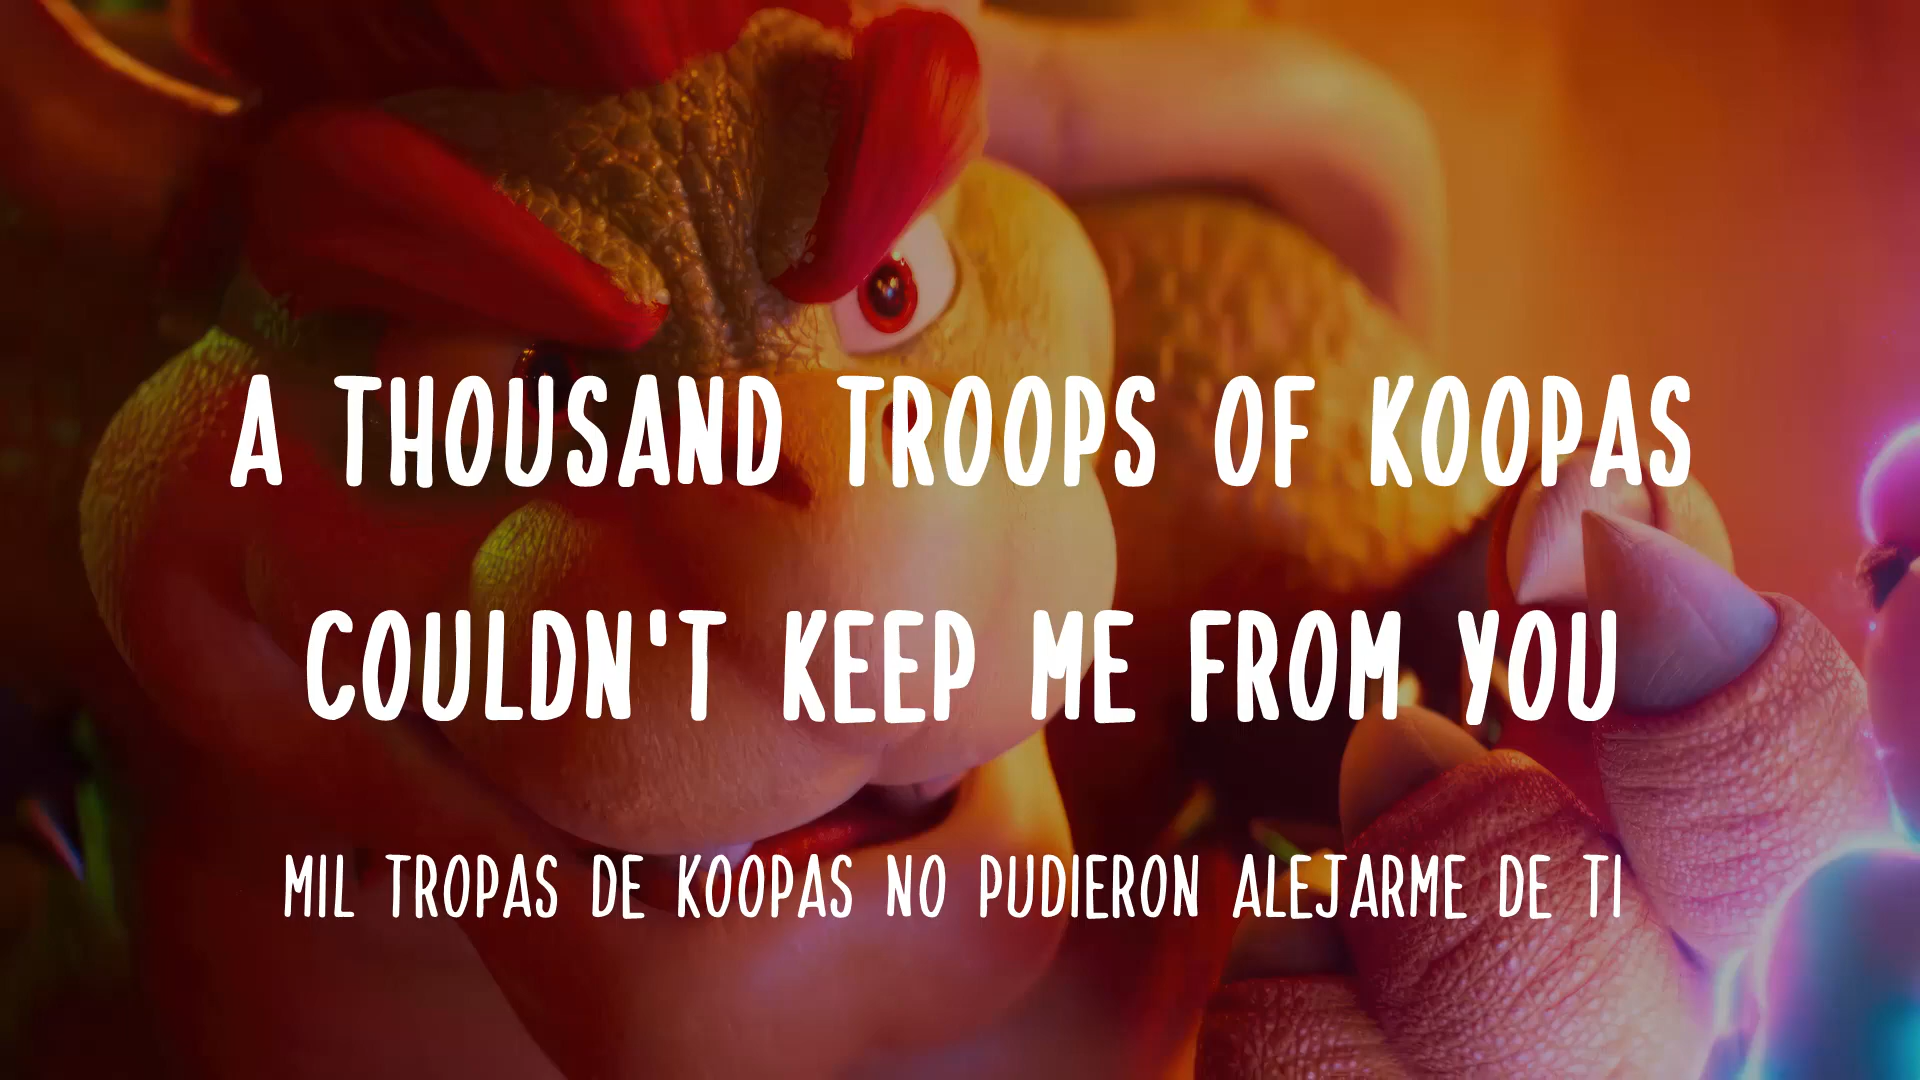 A THOUSAND TROOPS OF KOOPAS
COULDN'T KEEP ME FROM YOU
MIL TROPAS DE KOOPAS NO PUDIERON ALEJARME DE TI